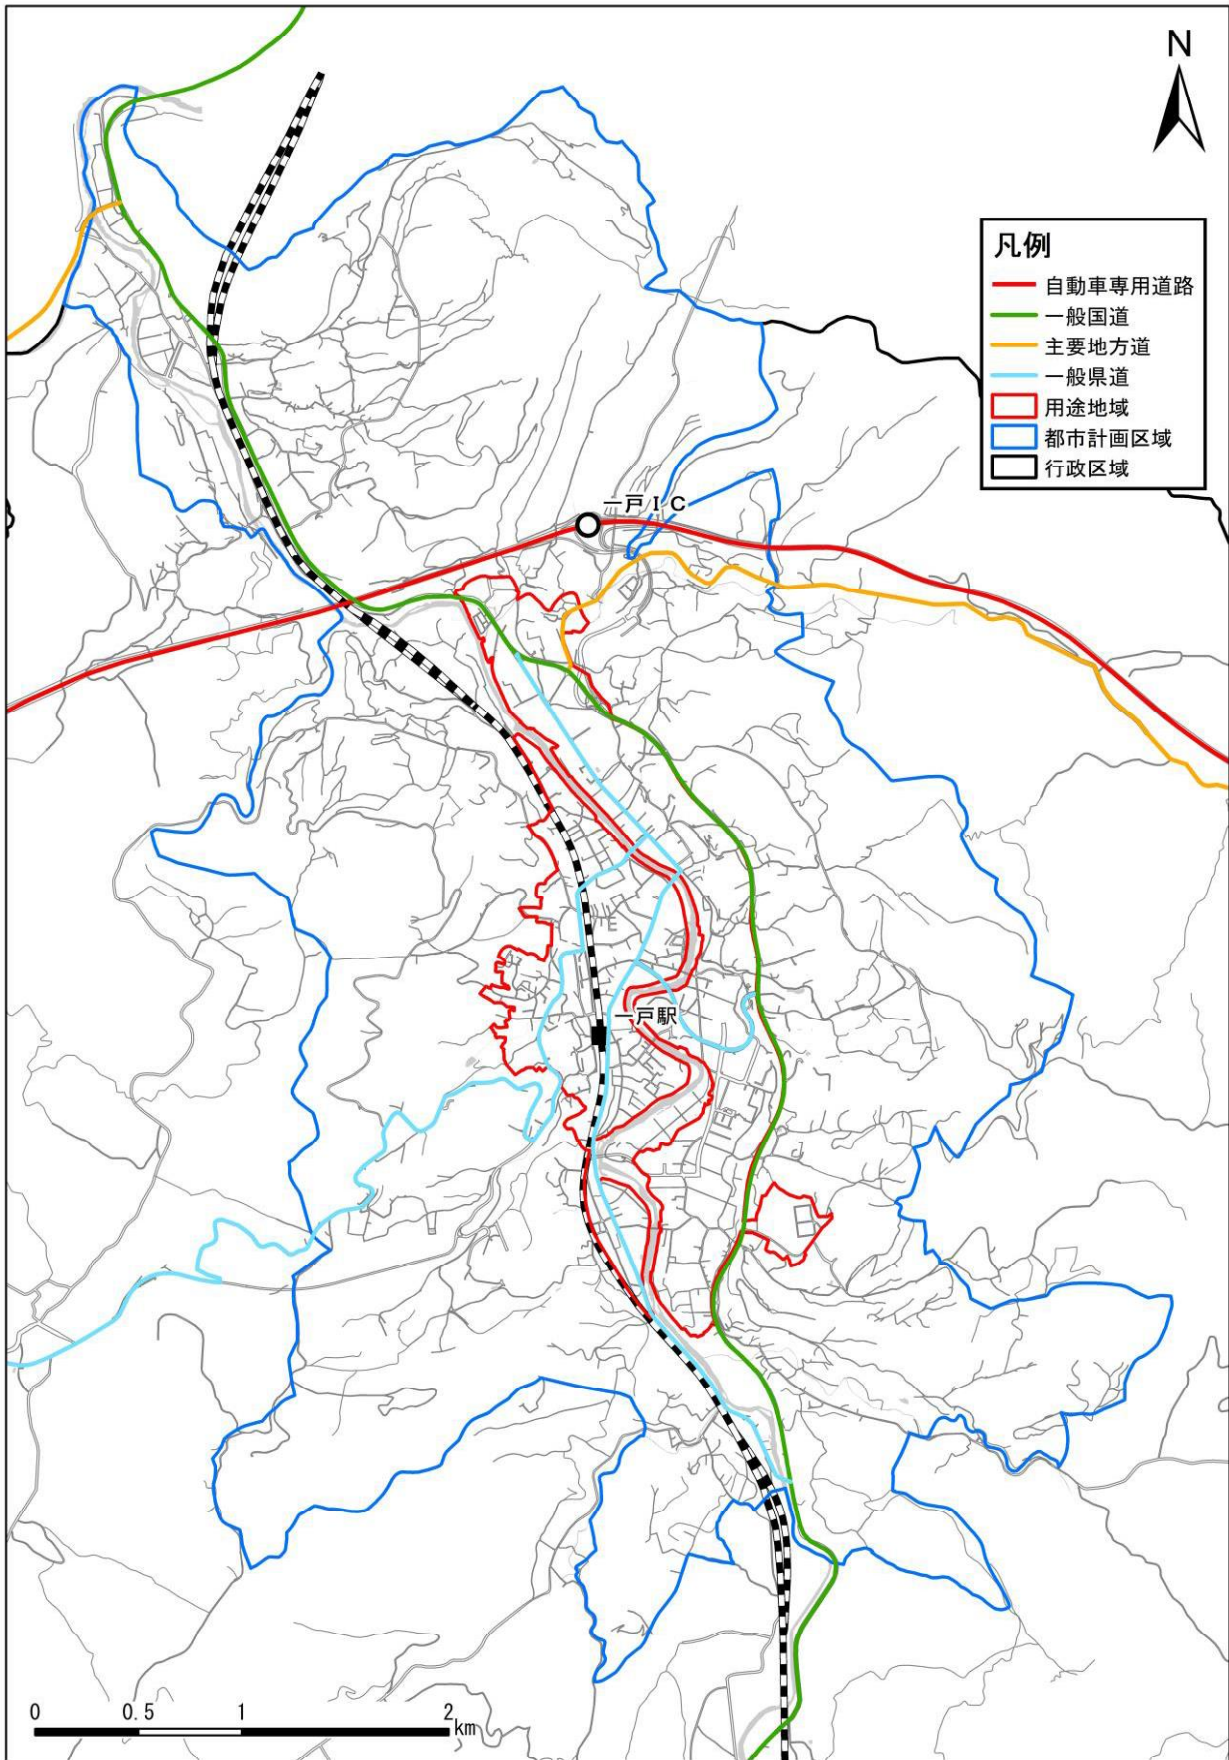 N
凡例
自動車専用道路
一般国道
主要地方道
一般県道
用途地域
都市計画区域
行政区域
一戸IC
一戸駅
0 0.5 1 2km